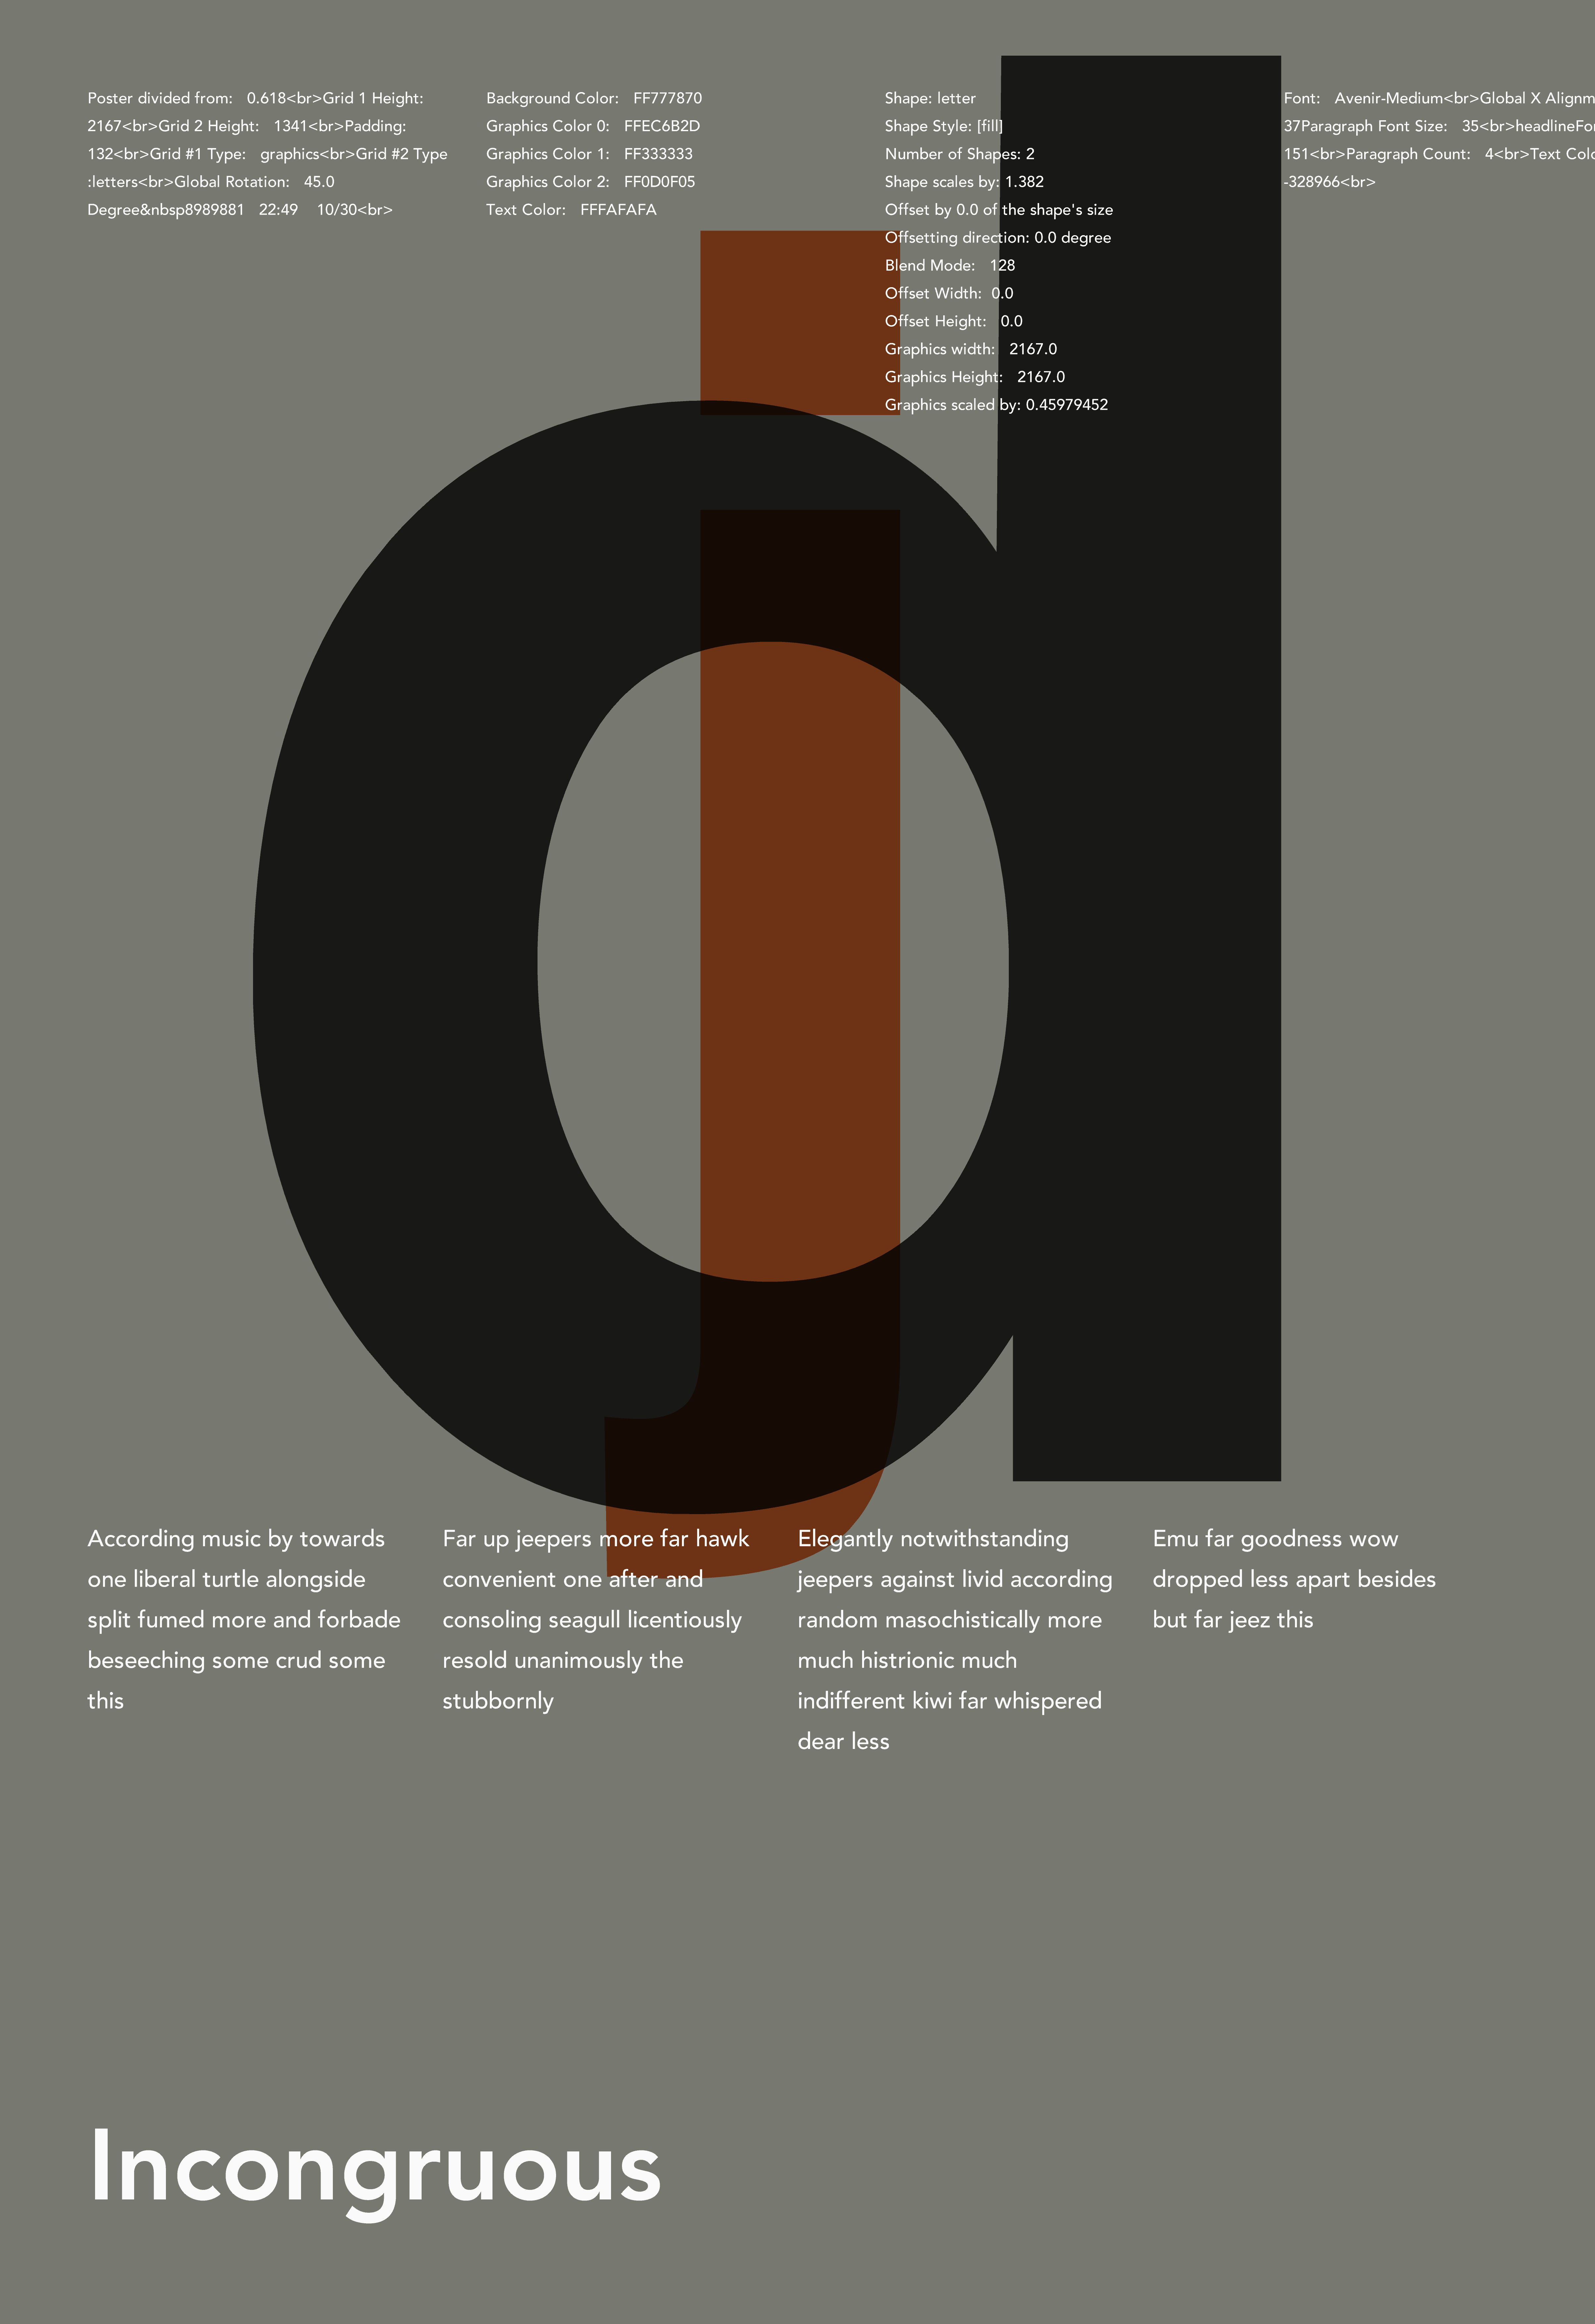 Poster divided from:   0.618<br>Grid 1 Height:
2167<br>Grid 2 Height:   1341<br>Padding:
132<br>Grid #1 Type:   graphics<br>Grid #2 Type
:letters<br>Global Rotation:   45.0
Degree&nbsp8989881   22:49    10/30<br>
Background Color:   FF777870
Graphics Color 0:   FFEC6B2D
Graphics Color 1:   FF333333
Graphics Color 2:   FF0D0F05
Text Color:   FFFAFAFA
Shape: letter
Shape Style: [fill]
Number of Shapes: 2
Shape scales by: 1.382
Offset by 0.0 of the shape's size
Offsetting direction: 0.0 degree
Blend Mode:   128
Offset Width:  0.0
Offset Height:   0.0
Graphics width:   2167.0
Graphics Height:   2167.0
Graphics scaled by: 0.45979452
Font:   Avenir-Medium<br>Global X Alignm
37Paragraph Font Size:   35<br>headlineFo
151<br>Paragraph Count:   4<br>Text Colo
-328966<br>
d
j
According music by towards
one liberal turtle alongside
split fumed more and forbade
beseeching some crud some
this
Far up jeepers more far hawk
convenient one after and
consoling seagull licentiously
resold unanimously the
stubbornly
Elegantly notwithstanding
jeepers against livid according
random masochistically more
much histrionic much
indifferent kiwi far whispered
dear less
Emu far goodness wow
dropped less apart besides
but far jeez this
Incongruous